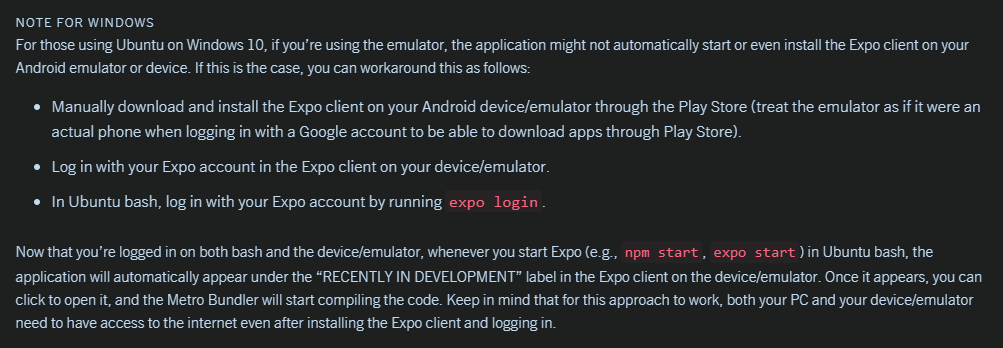 NOTE FOR WINDOWS
For those using Ubuntu on Windows 10, if you’re using the emulator, the application might not automatically start or even install the Expo client on your
Android emulator or device. If this is the case, you can workaround this as follows:
• Manually download and install the Expo client on your Android device/emulator through the Play Store (treat the emulator as if it were an
actual phone when logging in with a Google account to be able to download apps through Play Store).
• Log in with your Expo account in the Expo client on your device/emulator.
• In Ubuntu bash, log in with your Expo account by running expo login.
Now that you’re logged in on both bash and the device/emulator, whenever you start Expo (e.g., npm start, expo start) in Ubuntu bash, the
application will automatically appear under the “RECENTLY IN DEVELOPMENT” label in the Expo client on the device/emulator. Once it appears, you can
click to open it, and the Metro Bundler will start compiling the code. Keep in mind that for this approach to work, both your PC and your device/emulator
need to have access to the internet even after installing the Expo client and logging in.